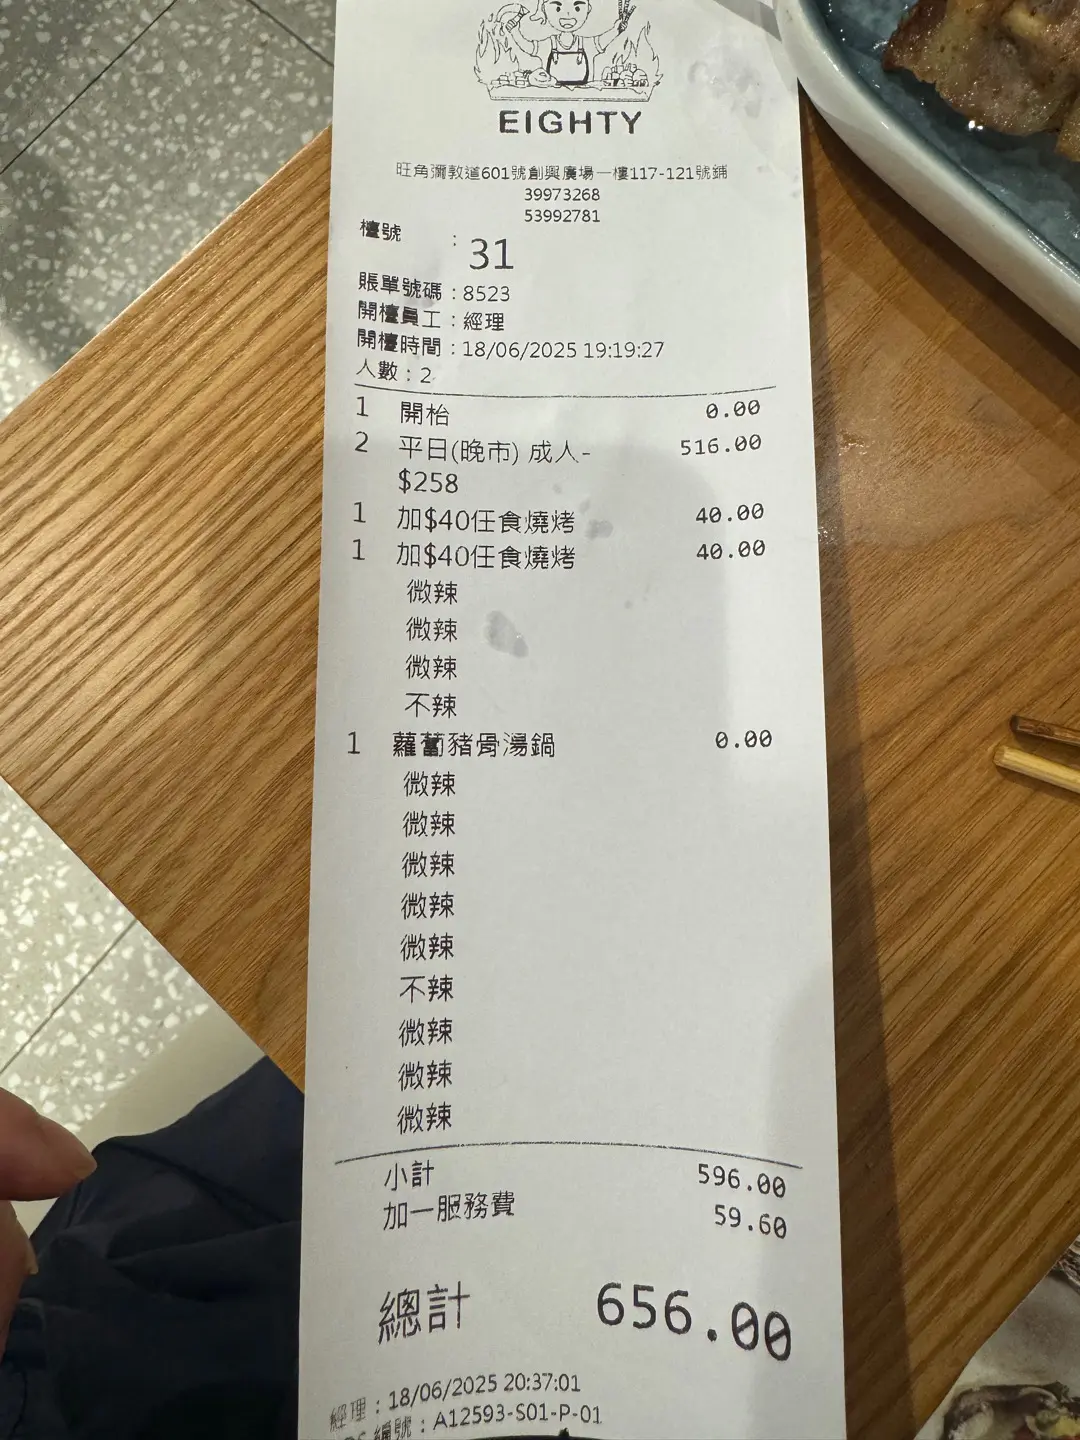 EIGHTY
旺角彌敦道601號創興廣場一樓117-121號鋪
39973268
53992781
檯號 : 31
賬單號碼 : 8523
開檯員工 : 經理
開檯時間 : 18/06/2025 19:19:27
人數 : 2
1 開枱 0.00
2 平日(晚市) 成人- 516.00
$258
1 加$40任食燒烤 40.00
1 加$40任食燒烤 40.00
微辣
微辣
微辣
不辣
1 蘿蔔豬骨湯鍋 0.00
微辣
微辣
微辣
微辣
微辣
不辣
微辣
微辣
微辣
小計 596.00
加一服務費 59.60
總計 656.00
經理 : 18/06/2025 20:37:01
編號 : A12593-S01-P-01